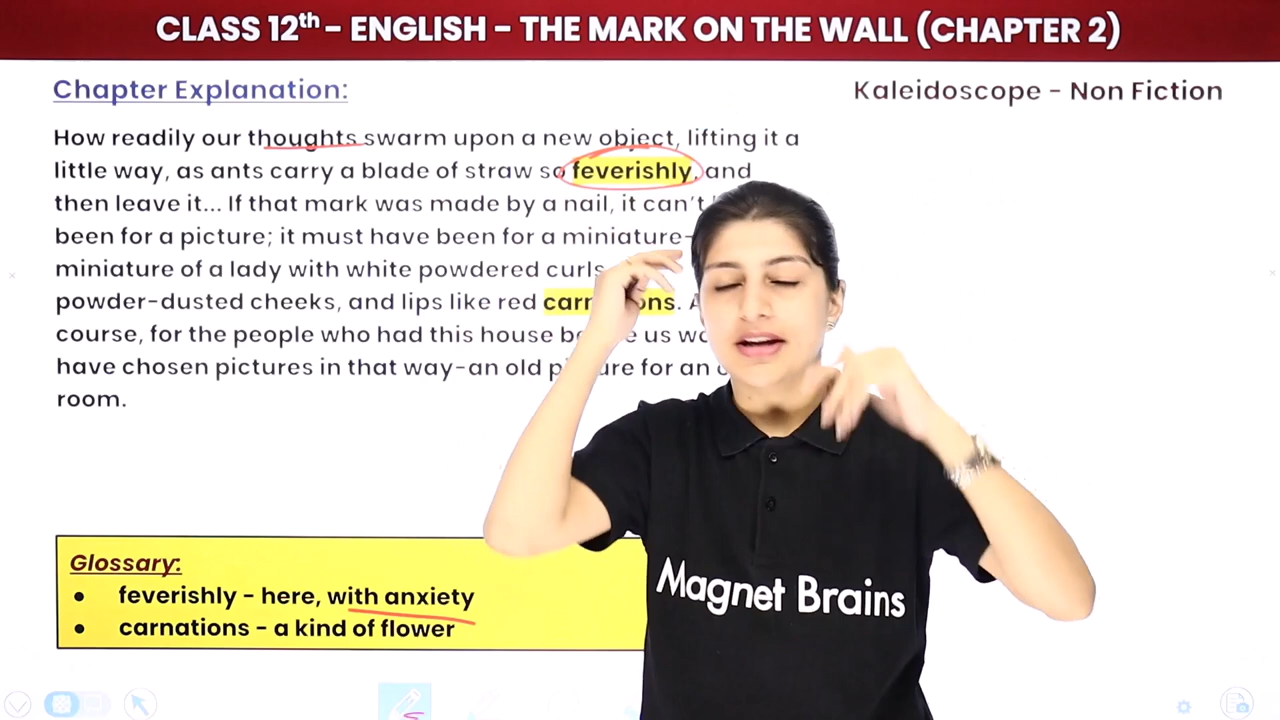 CLASS 12th – ENGLISH – THE MARK ON THE WALL (CHAPTER 2)
Chapter Explanation:
Kaleidoscope - Non Fiction
How readily our thoughts swarm upon a new object, lifting it a
little way, as ants carry a blade of straw so feverishly, and
then leave it... If that mark was made by a nail, it can't
been for a picture; it must have been for a miniature-
miniature of a lady with white powdered curls,
powder-dusted cheeks, and lips like red
course, for the people who had this house us
have chosen pictures in that way-an old for an
room.
Glossary:
• feverishly - here, with anxiety
• carnations - a kind of flower
Magnet Brains